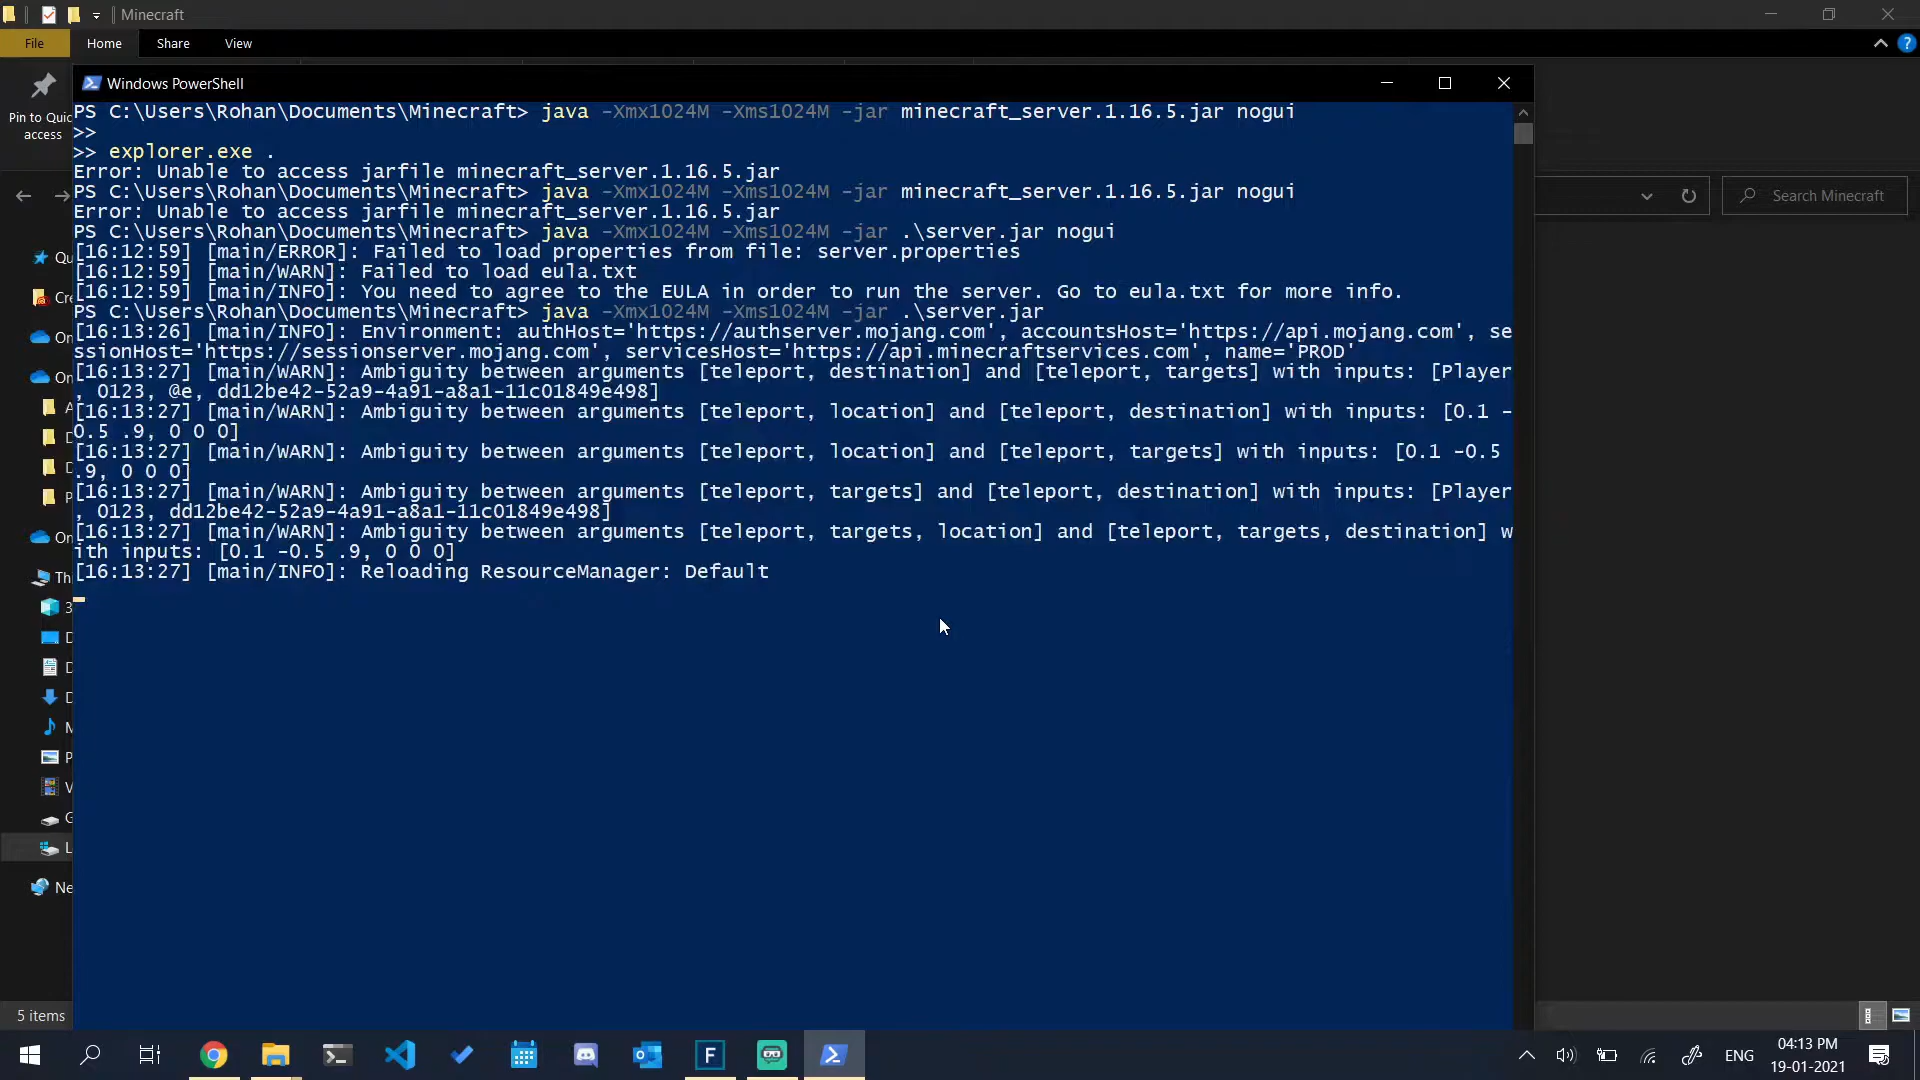 Minecraft
File
Home
Share
View
Pin to Quic
access
Windows PowerShell
PS C:\Users\Rohan\Documents\Minecraft> java -Xmx1024M -Xms1024M -jar minecraft_server.1.16.5.jar nogui
>>
>> explorer.exe .
Error: Unable to access jarfile minecraft_server.1.16.5.jar
PS C:\Users\Rohan\Documents\Minecraft> java -Xmx1024M -Xms1024M -jar minecraft_server.1.16.5.jar nogui
Error: Unable to access jarfile minecraft_server.1.16.5.jar
PS C:\Users\Rohan\Documents\Minecraft> java -Xmx1024M -Xms1024M -jar .\server.jar nogui
[16:12:59] [main/ERROR]: Failed to load properties from file: server.properties
[16:12:59] [main/WARN]: Failed to load eula.txt
[16:12:59] [main/INFO]: You need to agree to the EULA in order to run the server. Go to eula.txt for more info.
PS C:\Users\Rohan\Documents\Minecraft> java -Xmx1024M -Xms1024M -jar .\server.jar
[16:13:26] [main/INFO]: Environment: authHost='https://authserver.mojang.com', accountsHost='https://api.mojang.com', se
ssionHost='https://sessionserver.mojang.com', servicesHost='https://api.minecraftservices.com', name='PROD'
[16:13:27] [main/WARN]: Ambiguity between arguments [teleport, destination] and [teleport, targets] with inputs: [Player
, 0123, @e, dd12be42-52a9-4a91-a8a1-11c01849e498]
[16:13:27] [main/WARN]: Ambiguity between arguments [teleport, location] and [teleport, destination] with inputs: [0.1 -
0.5 .9, 0 0 0]
[16:13:27] [main/WARN]: Ambiguity between arguments [teleport, location] and [teleport, targets] with inputs: [0.1 -0.5
.9, 0 0 0]
[16:13:27] [main/WARN]: Ambiguity between arguments [teleport, targets] and [teleport, destination] with inputs: [Player
, 0123, dd12be42-52a9-4a91-a8a1-11c01849e498]
[16:13:27] [main/WARN]: Ambiguity between arguments [teleport, targets, location] and [teleport, targets, destination] w
ith inputs: [0.1 -0.5 .9, 0 0 0]
[16:13:27] [main/INFO]: Reloading ResourceManager: Default
Search Minecraft
Qu
Cre
On
On
A
D
D
P
On
Th
3
D
D
D
M
P
V
G
L
Ne
5 items
ENG
04:13 PM
19-01-2021